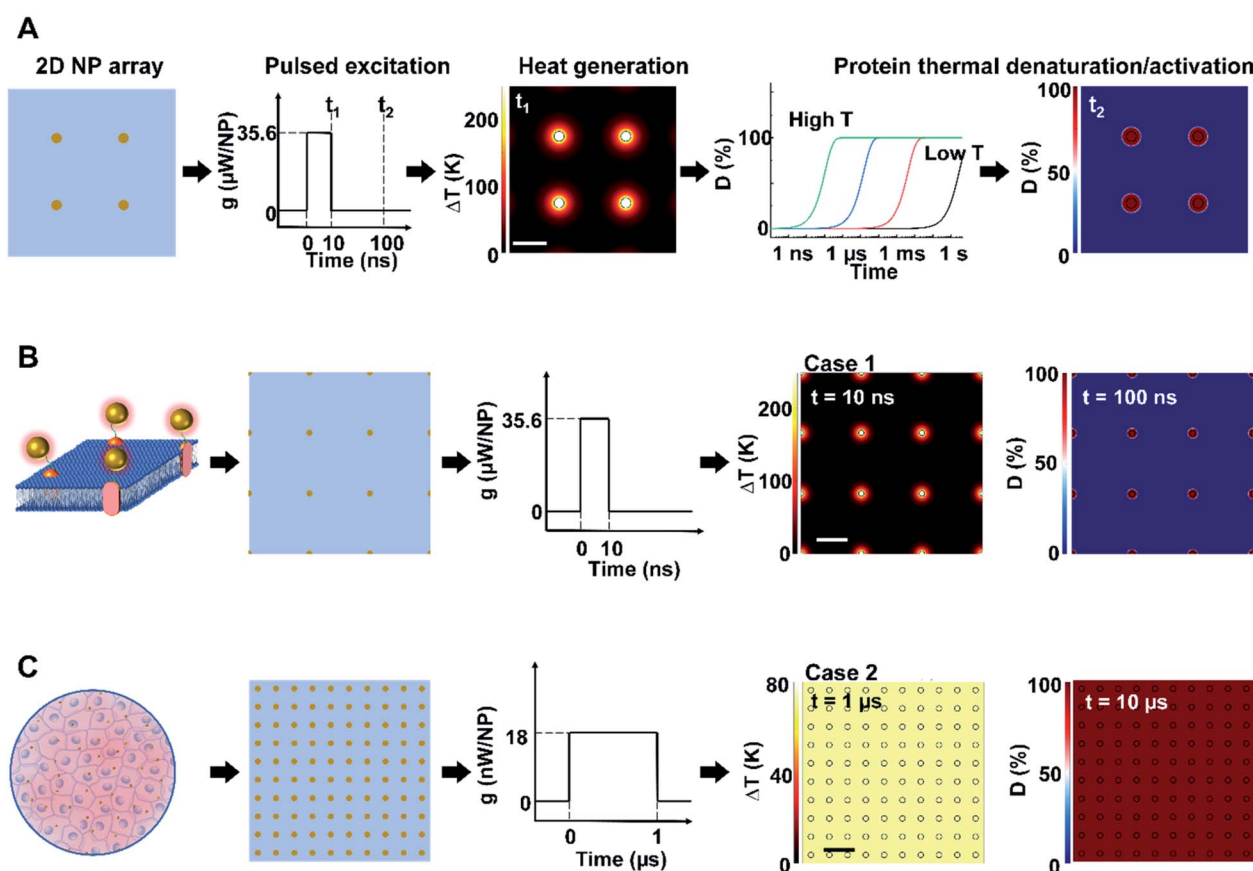 A
2D NP array
Pulsed excitation
Heat generation
Protein thermal denaturation/activation
t₁
t₂
35.6
0
g (µW/NP)
0 10 100
Time (ns)
200
100
0
ΔT (K)
t₁
100
0
D (%)
High T
Low T
1 ns 1 µs 1 ms 1 s
Time
100
50
0
D (%)
t₂
B
35.6
0
g (µW/NP)
0 10
Time (ns)
Case 1
t = 10 ns
200
100
0
ΔT (K)
t = 100 ns
100
50
0
D (%)
C
18
0
g (nW/NP)
0 1
Time (µs)
Case 2
t = 1 µs
80
40
0
ΔT (K)
t = 10 µs
100
50
0
D (%)